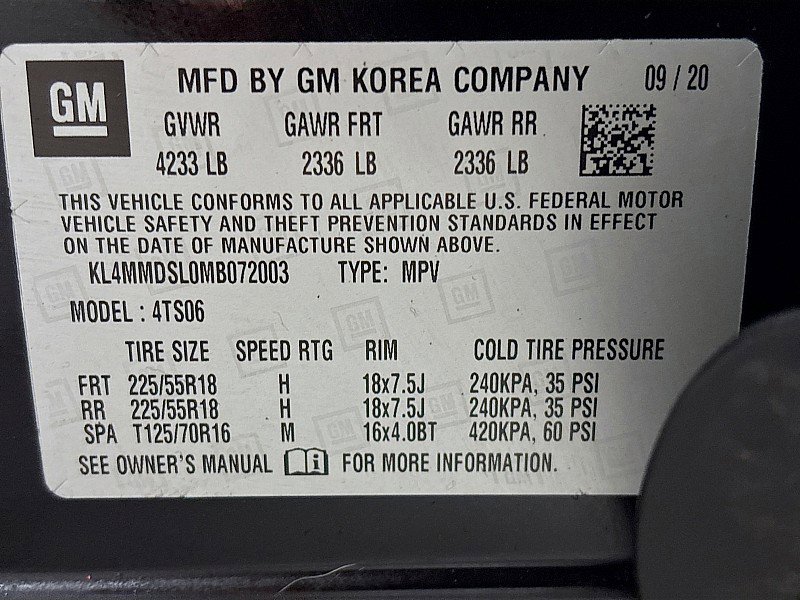 GM MFD BY GM KOREA COMPANY 09 / 20
GVWR GAWR FRT GAWR RR
4233 LB 2336 LB 2336 LB
THIS VEHICLE CONFORMS TO ALL APPLICABLE U.S. FEDERAL MOTOR
VEHICLE SAFETY AND THEFT PREVENTION STANDARDS IN EFFECT
ON THE DATE OF MANUFACTURE SHOWN ABOVE.
KL4MMDSL0MB072003 TYPE: MPV
MODEL : 4TS06
TIRE SIZE SPEED RTG RIM COLD TIRE PRESSURE
FRT 225/55R18 H 18x7.5J 240KPA, 35 PSI
RR 225/55R18 H 18x7.5J 240KPA, 35 PSI
SPA T125/70R16 M 16x4.0BT 420KPA, 60 PSI
SEE OWNER'S MANUAL i FOR MORE INFORMATION.